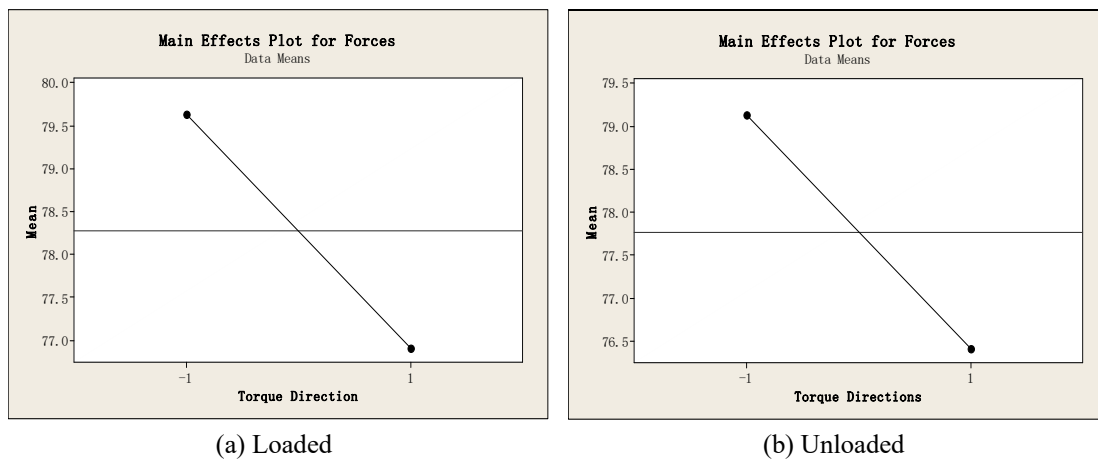 Main Effects Plot for Forces
Data Means
80.0
79.5
79.0
78.5
78.0
77.5
77.0
Mean
-1 1
Torque Direction
(a) Loaded
Main Effects Plot for Forces
Data Means
79.5
79.0
78.5
78.0
77.5
77.0
76.5
Mean
-1 1
Torque Directions
(b) Unloaded